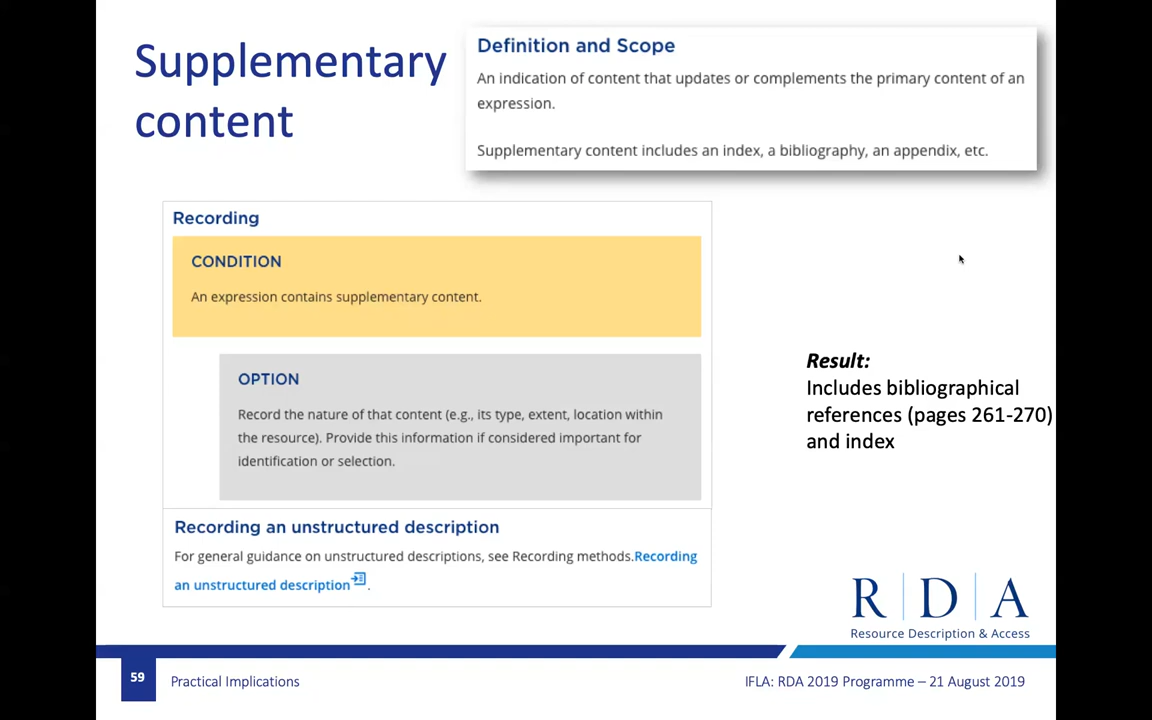 Supplementary
content
Definition and Scope
An indication of content that updates or complements the primary content of an
expression.
Supplementary content includes an index, a bibliography, an appendix, etc.
Recording
CONDITION
An expression contains supplementary content.
OPTION
Record the nature of that content (e.g., its type, extent, location within
the resource). Provide this information if considered important for
identification or selection.
Recording an unstructured description
For general guidance on unstructured descriptions, see Recording methods.Recording
an unstructured description.
Result:
Includes bibliographical
references (pages 261-270)
and index
R|D|A
Resource Description & Access
59
Practical Implications
IFLA: RDA 2019 Programme – 21 August 2019